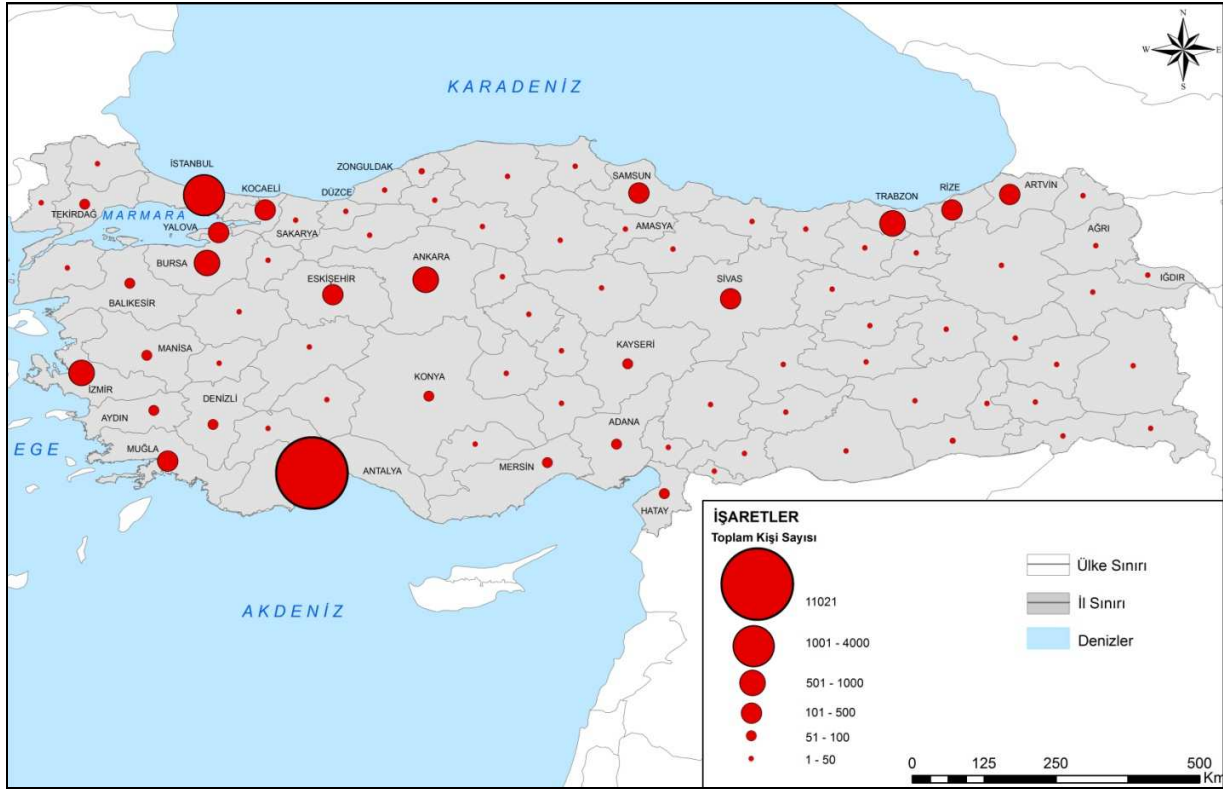 N
W
E
S
KARADENİZ
İSTANBUL
KOCAELİ
ZONGULDAK
DÜZCE
SAMSUN
TRABZON
RİZE
ARTVİN
TEKİRDAĞ
MARMARA
YALOVA
SAKARYA
AMASYA
AĞRI
BURSA
ESKİŞEHİR
ANKARA
SİVAS
IĞDIR
BALIKESİR
MANİSA
KAYSERİ
İZMİR
KONYA
AYDIN
DENİZLİ
ADANA
EGE
MUĞLA
ANTALYA
MERSİN
HATAY
AKDENİZ
İŞARETLER
Toplam Kişi Sayısı
11021
1001 - 4000
501 - 1000
101 - 500
51 - 100
1 - 50
Ülke Sınırı
İl Sınırı
Denizler
0 125 250 500
Km